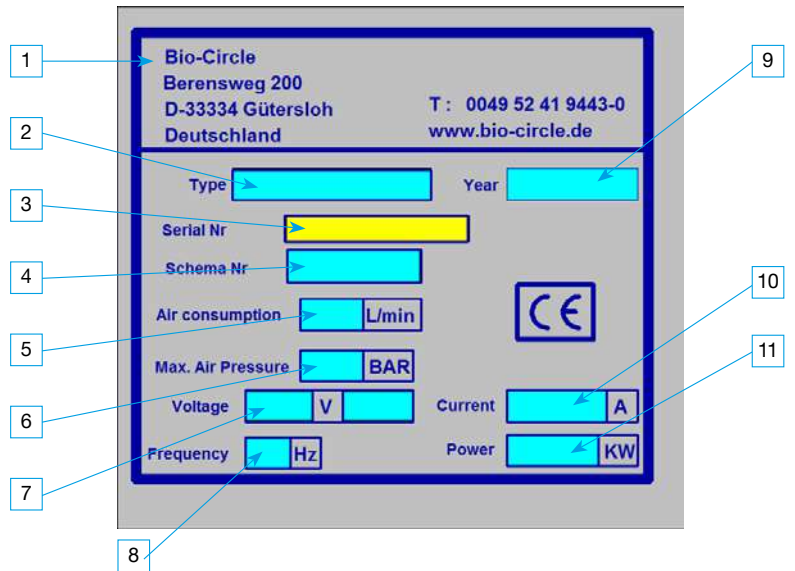 1
Bio-Circle
Berensweg 200
D-33334 Gütersloh
Deutschland
T : 0049 52 41 9443-0
www.bio-circle.de
9
2
Type
Year
3
Serial Nr
4
Schema Nr
10
5
Air consumption L/min
CE
11
6
Max. Air Pressure BAR
Voltage V
Current A
7
Frequency Hz
Power KW
8